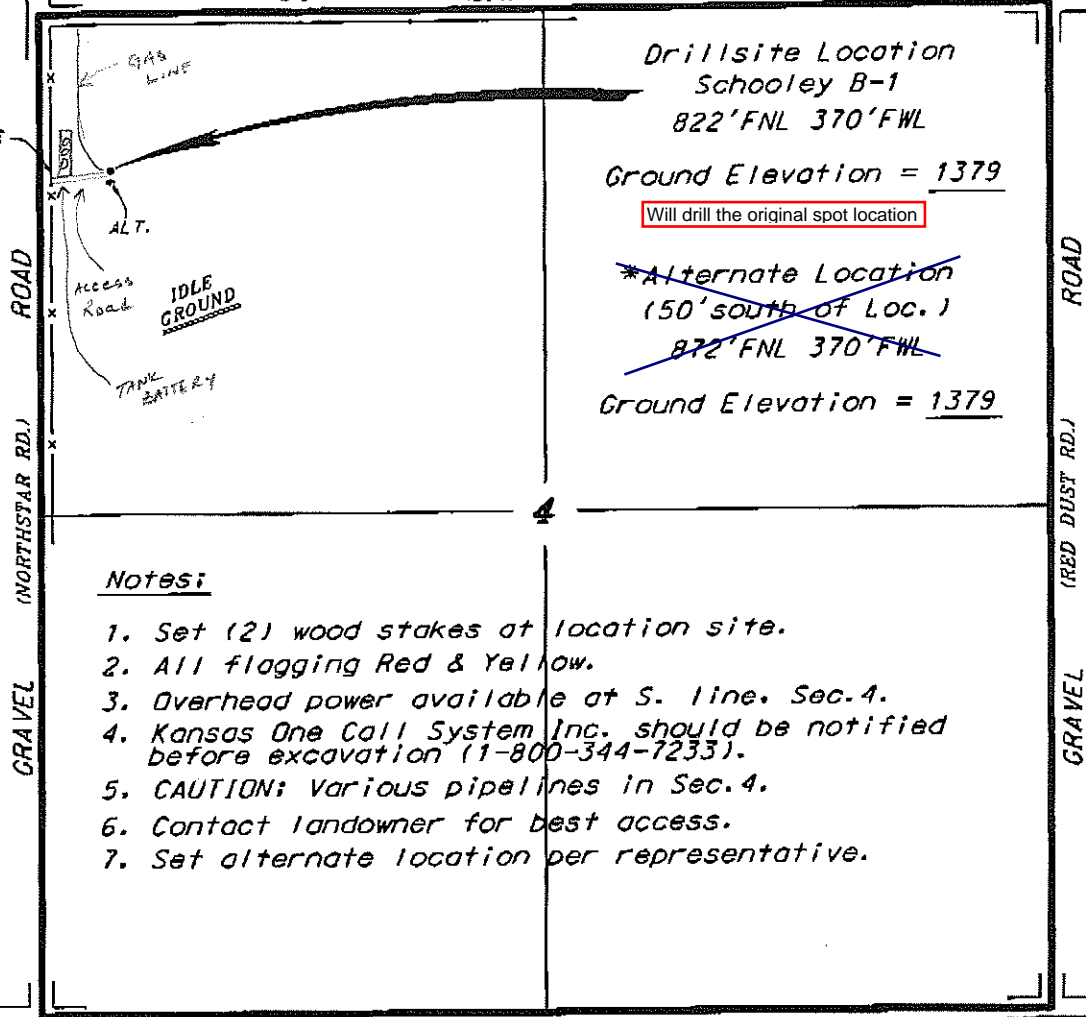 GAS
LINE
Drillsite Location
Schooley B-1
822'FNL 370'FWL
Ground Elevation = 1379
Will drill the original spot location
ALT.
*Alternate Location
(50'south of Loc.)
872'FNL 370'FWL
Ground Elevation = 1379
Access
Road
IDLE
GROUND
TANK
BATTERY
GRAVEL (NORTHSTAR RD.) ROAD
GRAVEL (RED DUST RD.) ROAD
4
Notes:
1. Set (2) wood stakes at location site.
2. All flagging Red & Yellow.
3. Overhead power available at S. line. Sec.4.
4. Kansas One Call System Inc. should be notified
before excavation (1-800-344-7233).
5. CAUTION: Various pipelines in Sec.4.
6. Contact landowner for best access.
7. Set alternate location per representative.